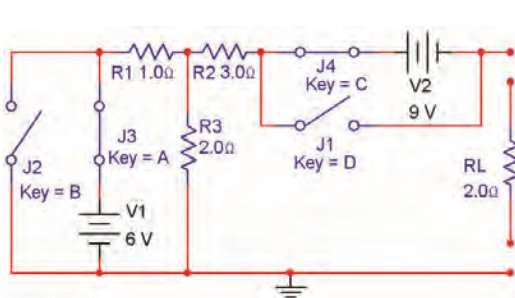 R1 1.0Ω
R2 3.0Ω
J4
Key = C
V2
9 V
J3
Key = A
R3
2.0Ω
J1
Key = D
J2
Key = B
RL
2.0Ω
V1
6 V